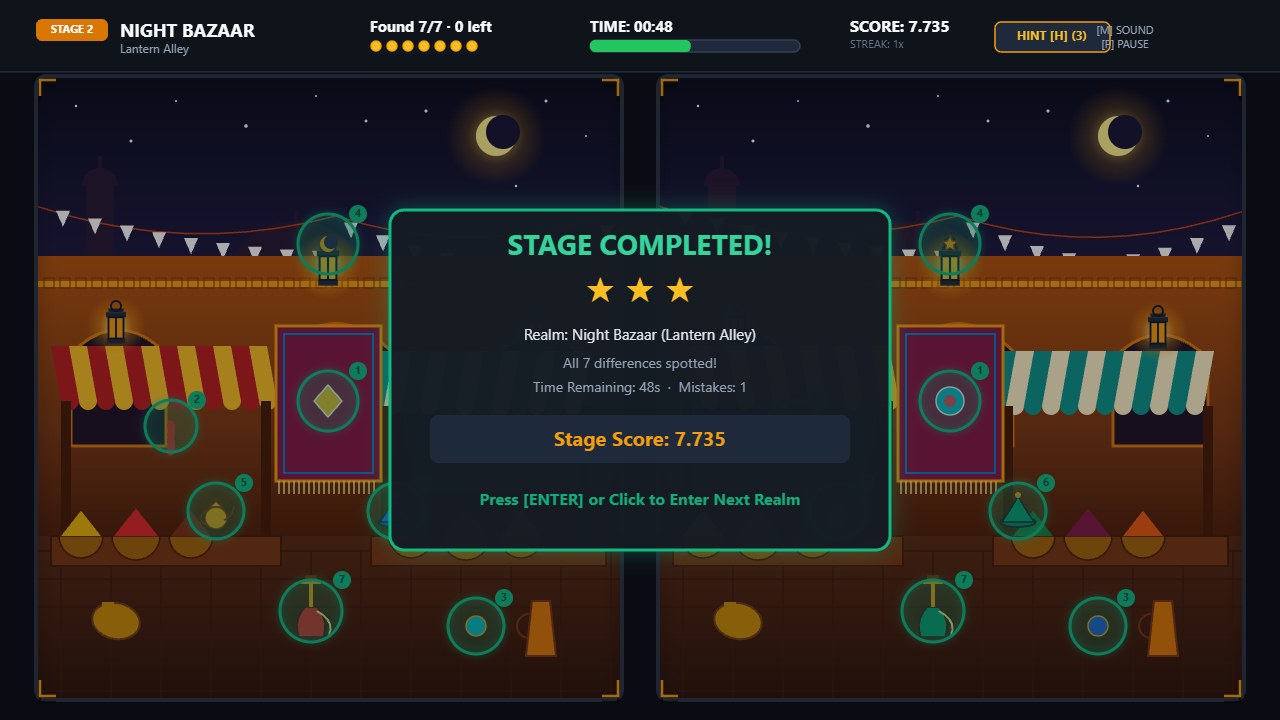 STAGE 2
NIGHT BAZAAR
Lantern Alley
Found 7/7 · 0 left
TIME: 00:48
SCORE: 7.735
STREAK: 1x
HINT [H] (3)
[M] SOUND
[P] PAUSE
4
4
1
1
2
5
6
7
7
3
3
STAGE COMPLETED!
Realm: Night Bazaar (Lantern Alley)
All 7 differences spotted!
Time Remaining: 48s · Mistakes: 1
Stage Score: 7.735
Press [ENTER] or Click to Enter Next Realm